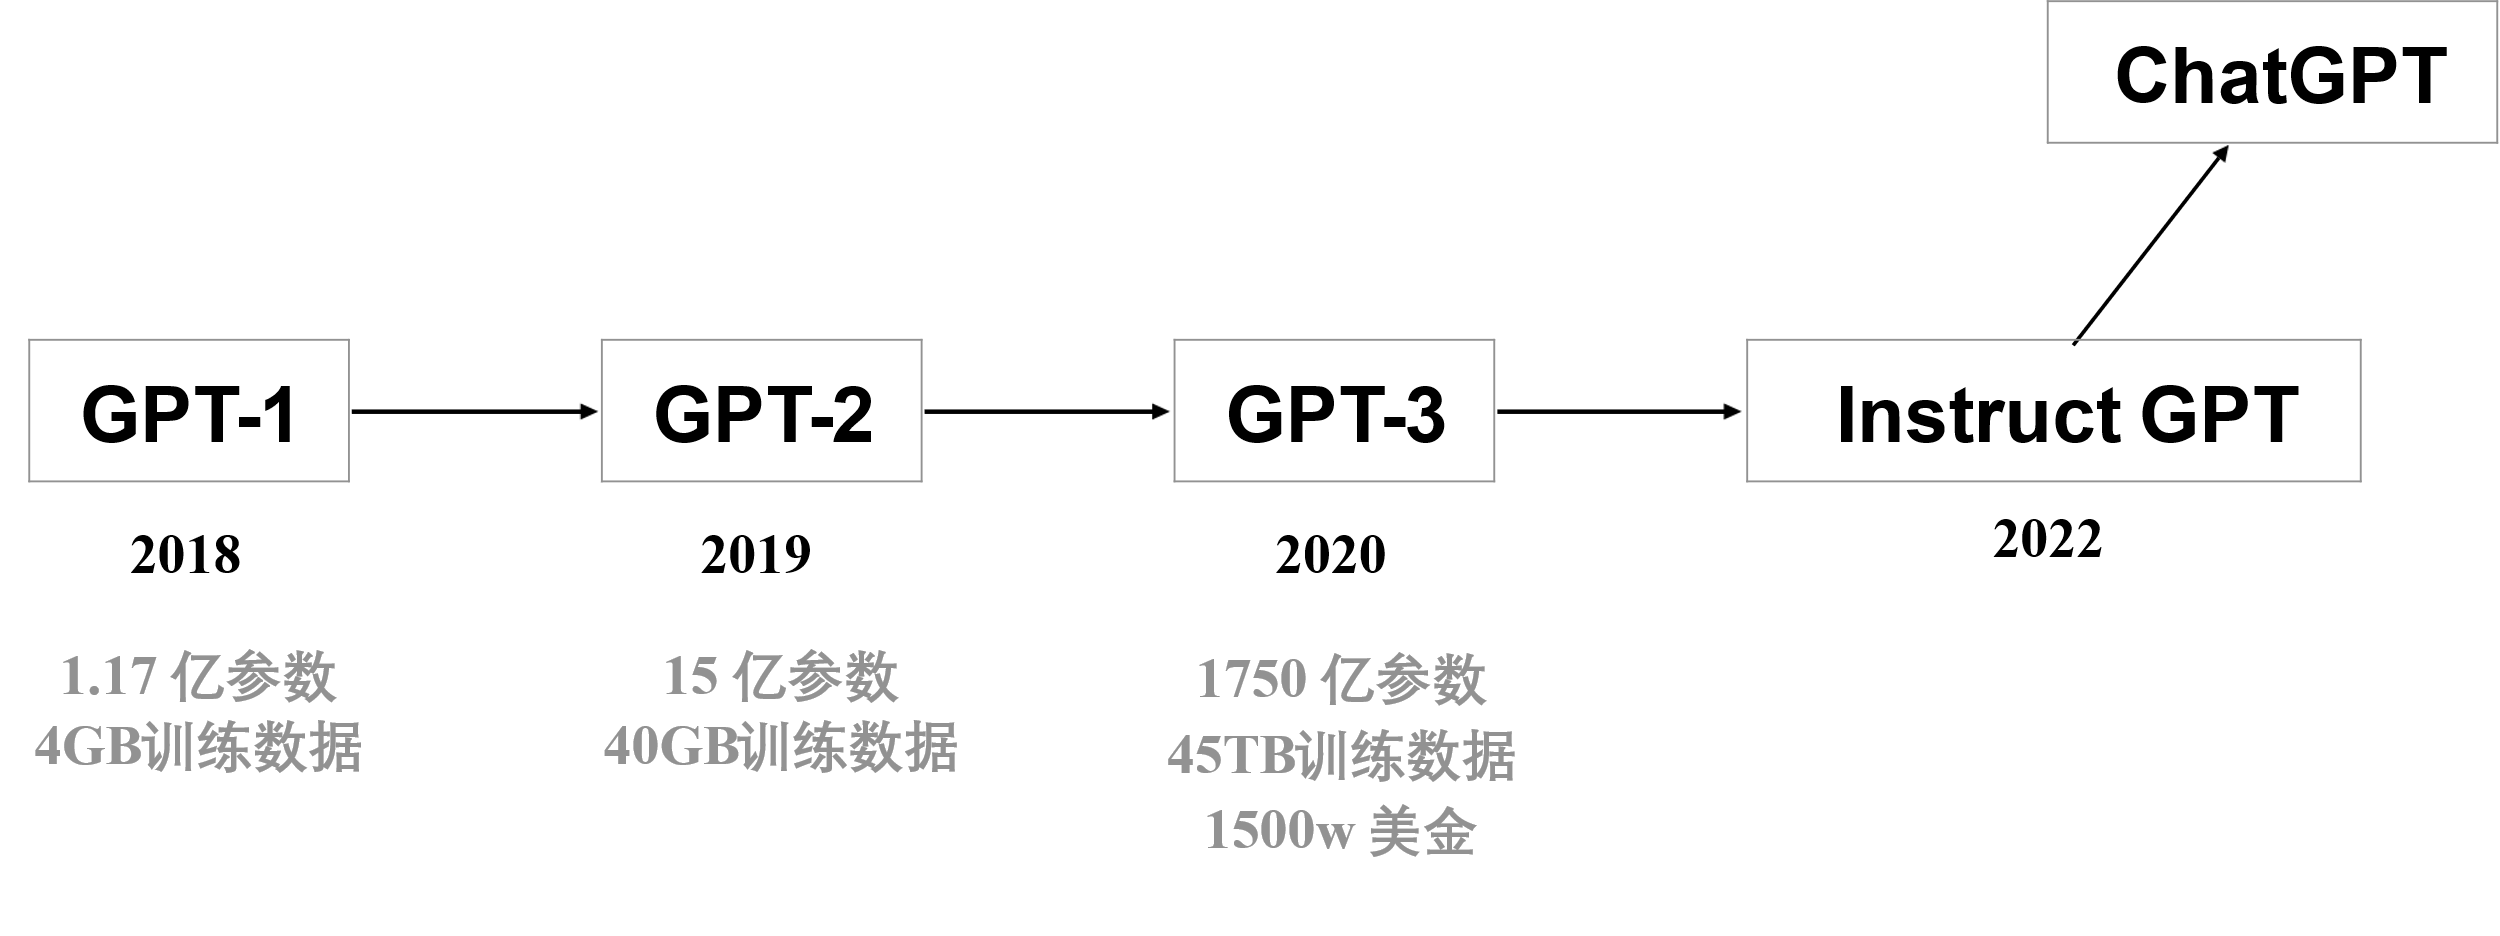 ChatGPT
GPT-1
GPT-2
GPT-3
Instruct GPT
2018
2019
2020
2022
1.17 亿参数
4GB训练数据
15 亿参数
40GB训练数据
1750 亿参数
45TB训练数据
1500w 美金